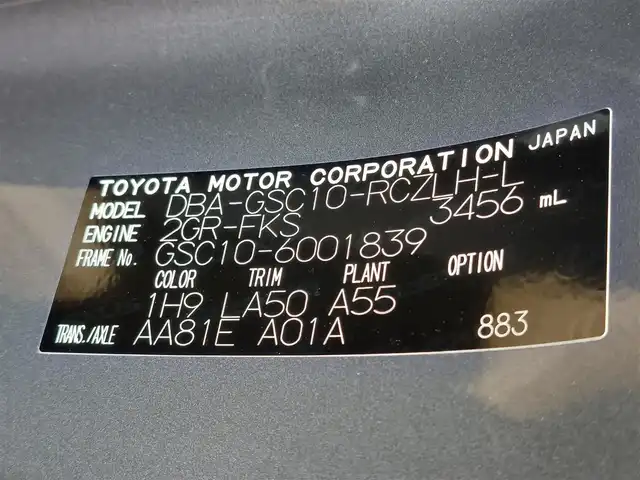 TOYOTA MOTOR CORPORATION JAPAN
MODEL DBA-GSC10-RCZLH-L
ENGINE 2GR-FKS 3456 mL
FRAME No. GSC10-6001839
COLOR TRIM PLANT OPTION
1H9 LA50 A55
TRANS./AXLE AA81E A01A 883